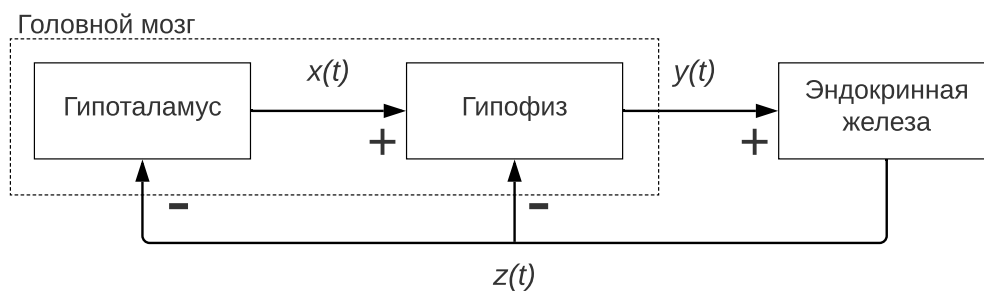 Головной мозг
x(t)
y(t)
Гипоталамус
Гипофиз
Эндокринная
железа
+
+
-
-
z(t)